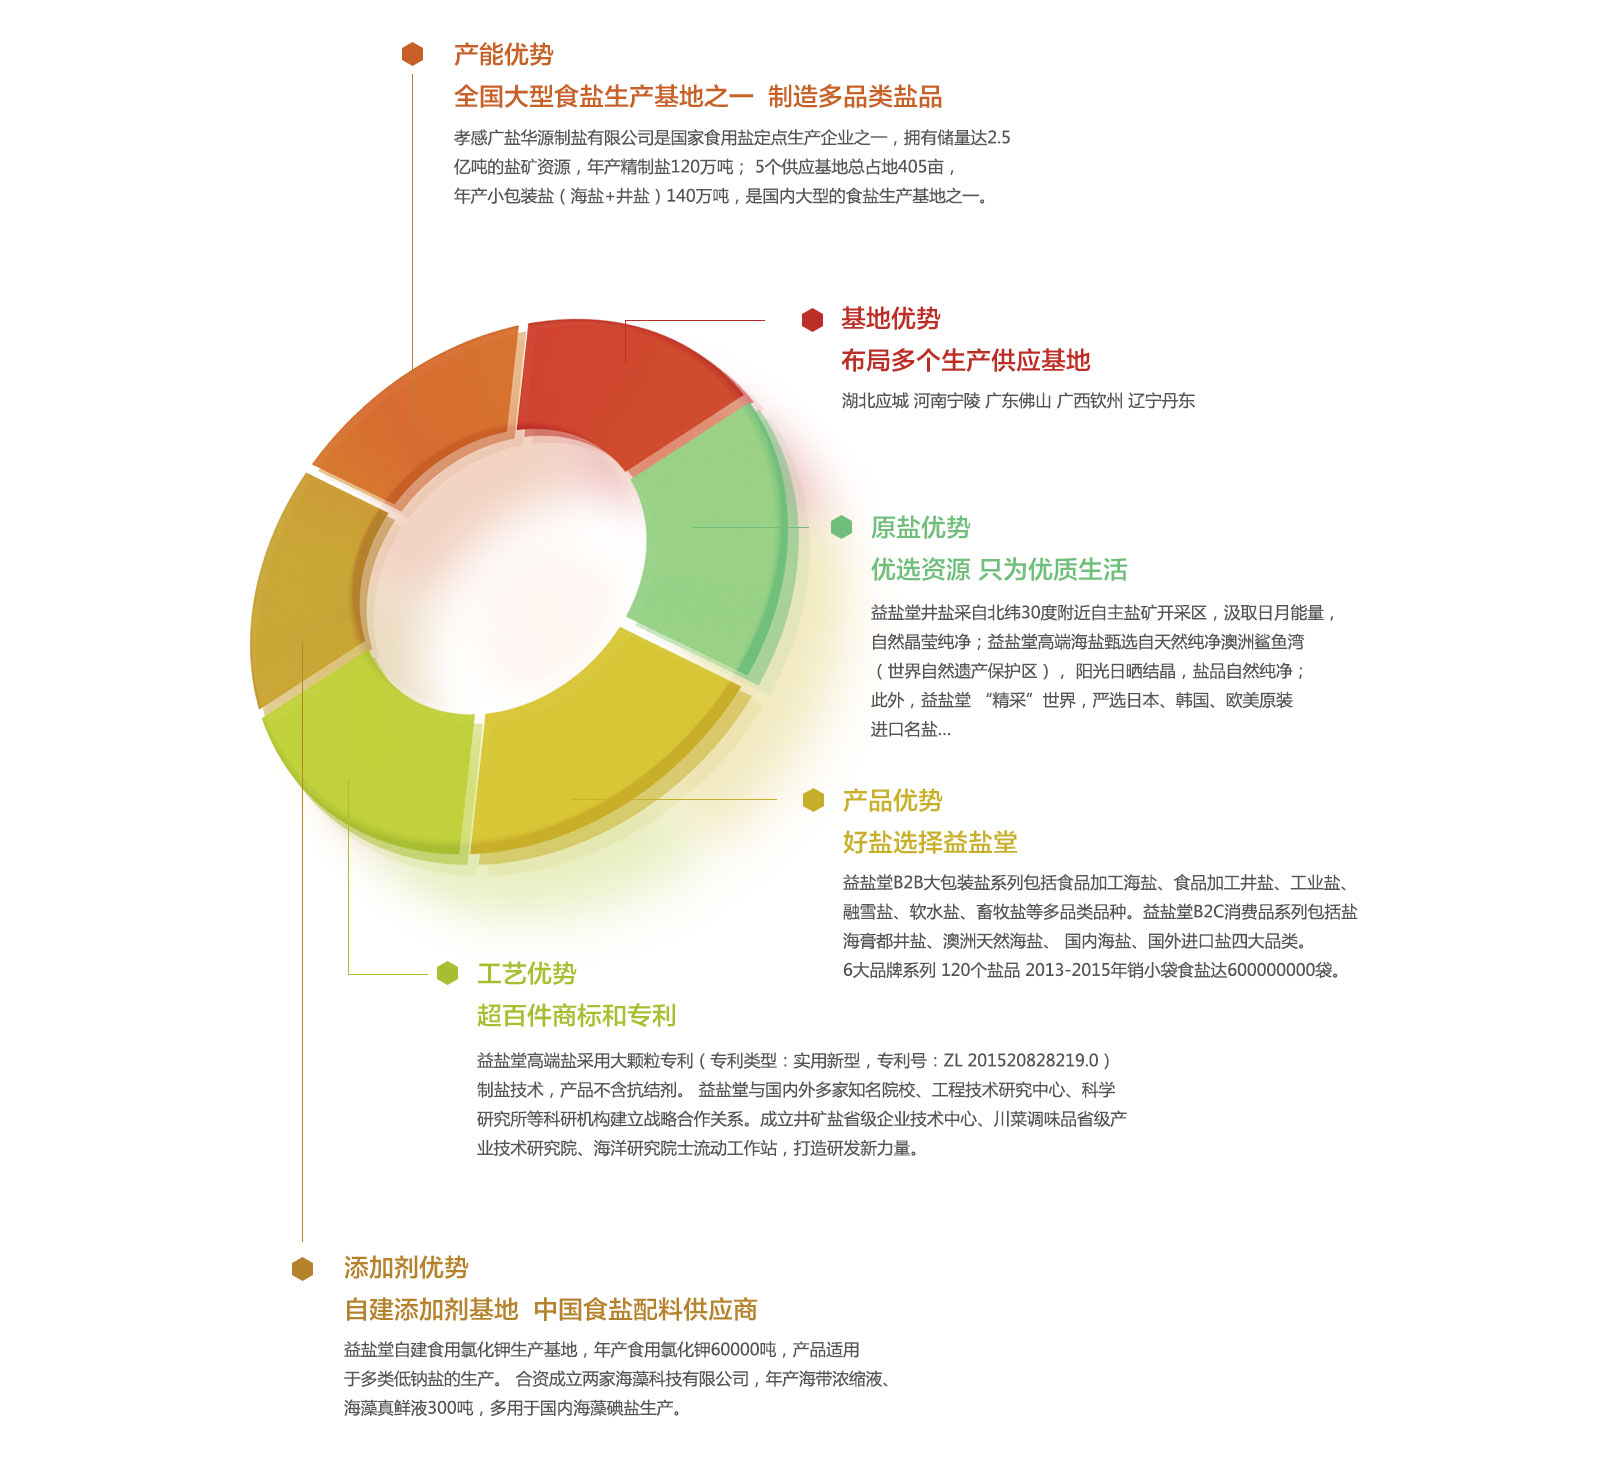 产能优势
全国大型食盐生产基地之一 制造多品类盐品
孝感广盐华源制盐有限公司是国家食用盐定点生产企业之一，拥有储量达2.5
亿吨的盐矿资源，年产精制盐120万吨； 5个供应基地总占地405亩，
年产小包装盐（海盐+井盐）140万吨，是国内大型的食盐生产基地之一。
基地优势
布局多个生产供应基地
湖北应城 河南宁陵 广东佛山 广西钦州 辽宁丹东
原盐优势
优选资源 只为优质生活
益盐堂井盐采自北纬30度附近自主盐矿开采区，汲取日月能量，
自然晶莹纯净；益盐堂高端海盐甄选自天然纯净澳洲鲨鱼湾
（世界自然遗产保护区），阳光日晒结晶，盐品自然纯净；
此外，益盐堂 “精采”世界，严选日本、韩国、欧美原装
进口名盐...
产品优势
好盐选择益盐堂
益盐堂B2B大包装盐系列包括食品加工海盐、食品加工井盐、工业盐、
融雪盐、软水盐、畜牧盐等多品类品种。益盐堂B2C消费品系列包括盐
海膏都井盐、澳洲天然海盐、 国内海盐、国外进口盐四大品类。
6大品牌系列 120个盐品 2013-2015年销小袋食盐达600000000袋。
工艺优势
超百件商标和专利
益盐堂高端盐采用大颗粒专利（专利类型：实用新型，专利号：ZL 201520828219.0）
制盐技术，产品不含抗结剂。 益盐堂与国内外多家知名院校、工程技术研究中心、科学
研究所等科研机构建立战略合作关系。成立井矿盐省级企业技术中心、川菜调味品省级产
业技术研究院、海洋研究院士流动工作站，打造研发新力量。
添加剂优势
自建添加剂基地 中国食盐配料供应商
益盐堂自建食用氯化钾生产基地，年产食用氯化钾60000吨，产品适用
于多类低钠盐的生产。 合资成立两家海藻科技有限公司，年产海带浓缩液、
海藻真鲜液300吨，多用于国内海藻碘盐生产。